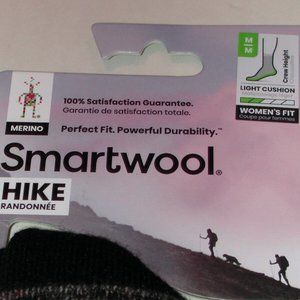 M/M
Crew Height
100% Satisfaction Guarantee.
Garantie de satisfaction totale.
LIGHT CUSHION
MERINO
Perfect Fit. Powerful Durability.™
WOMEN'S FIT
Coupe pour femmes
Smartwool®
HIKE
RANDONNÉE